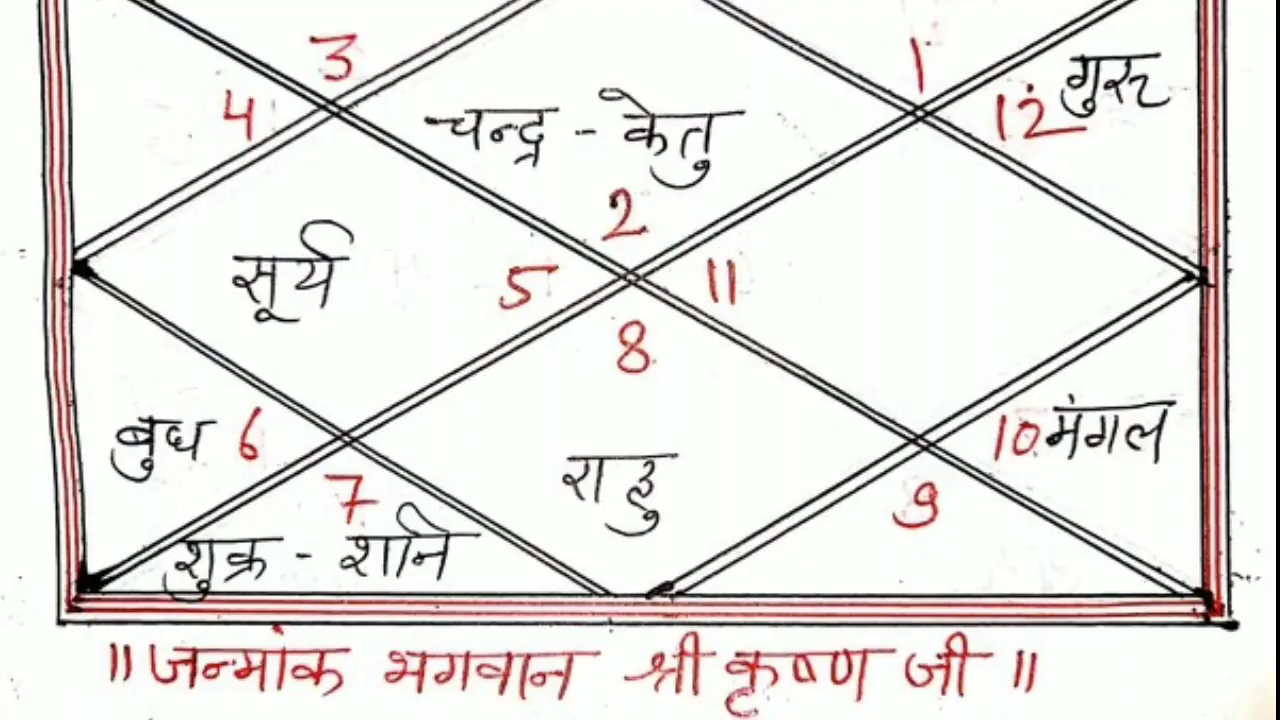 3 1
4 चन्द्र - केतु 12 गुरु
2
सूर्य 5 11
8
बुध 6 10 मंगल
7 राहु 9
शुक्र - शनि
॥ जन्मांक भगवान श्री कृष्ण जी ॥